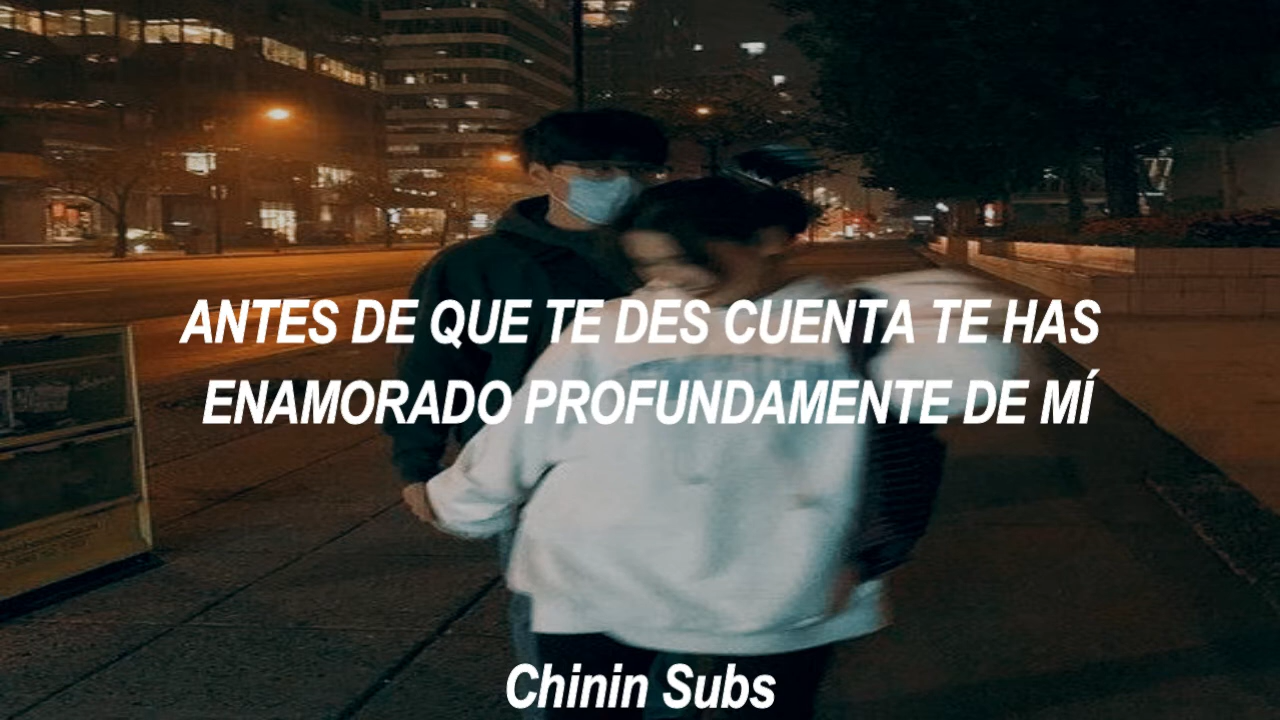 ANTES DE QUE TE DES CUENTA TE HAS
ENAMORADO PROFUNDAMENTE DE MÍ
Chinin Subs